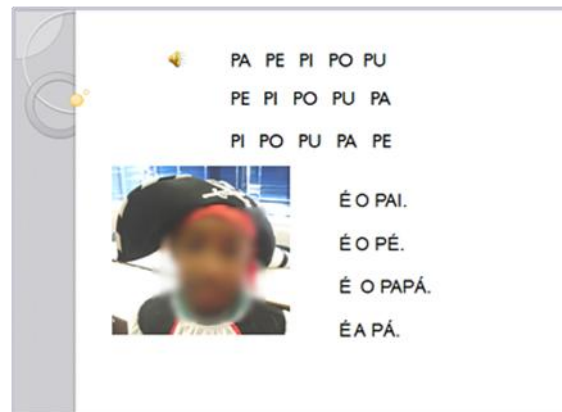 PA PE PI PO PU
PE PI PO PU PA
PI PO PU PA PE
É O PAI.
É O PÉ.
É O PAPÁ.
É A PÁ.